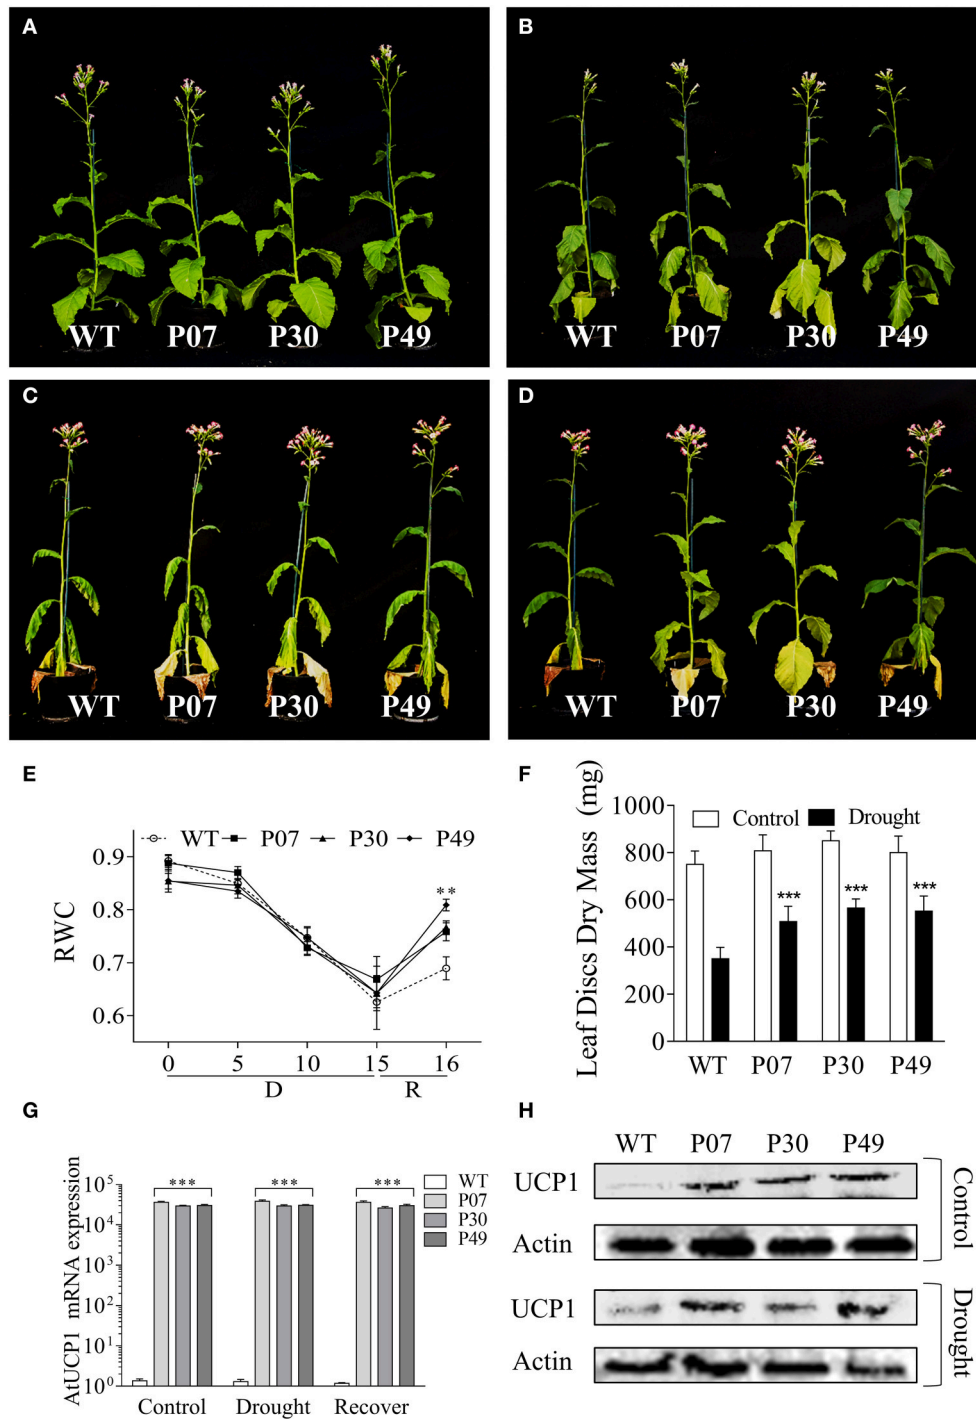 A
B
WT P07 P30 P49
WT P07 P30 P49
C
D
WT P07 P30 P49
WT P07 P30 P49
E
WT P07 P30 P49
RWC
0.9
0.8
0.7
0.6
**
0 5 10 15 16
D R
F
Leaf Discs Dry Mass (mg)
Control Drought
1000
800
600
400
200
0
*** *** ***
WT P07 P30 P49
G
AtUCP1 mRNA expression
10⁵
10⁴
10³
10²
10¹
10⁰
*** *** ***
WT
P07
P30
P49
Control Drought Recover
H
WT P07 P30 P49
UCP1
Actin
Control
UCP1
Actin
Drought